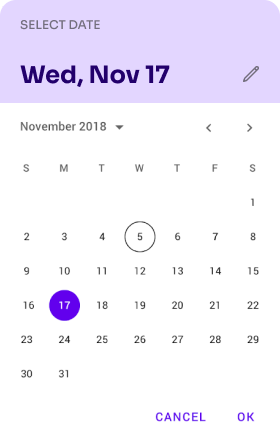 SELECT DATE
Wed, Nov 17
November 2018
S M T W T F S
1
2 3 4 5 6 7 8
9 10 11 12 13 14 15
16 17 18 19 20 21 22
23 24 25 26 27 28 29
30 31
CANCEL OK